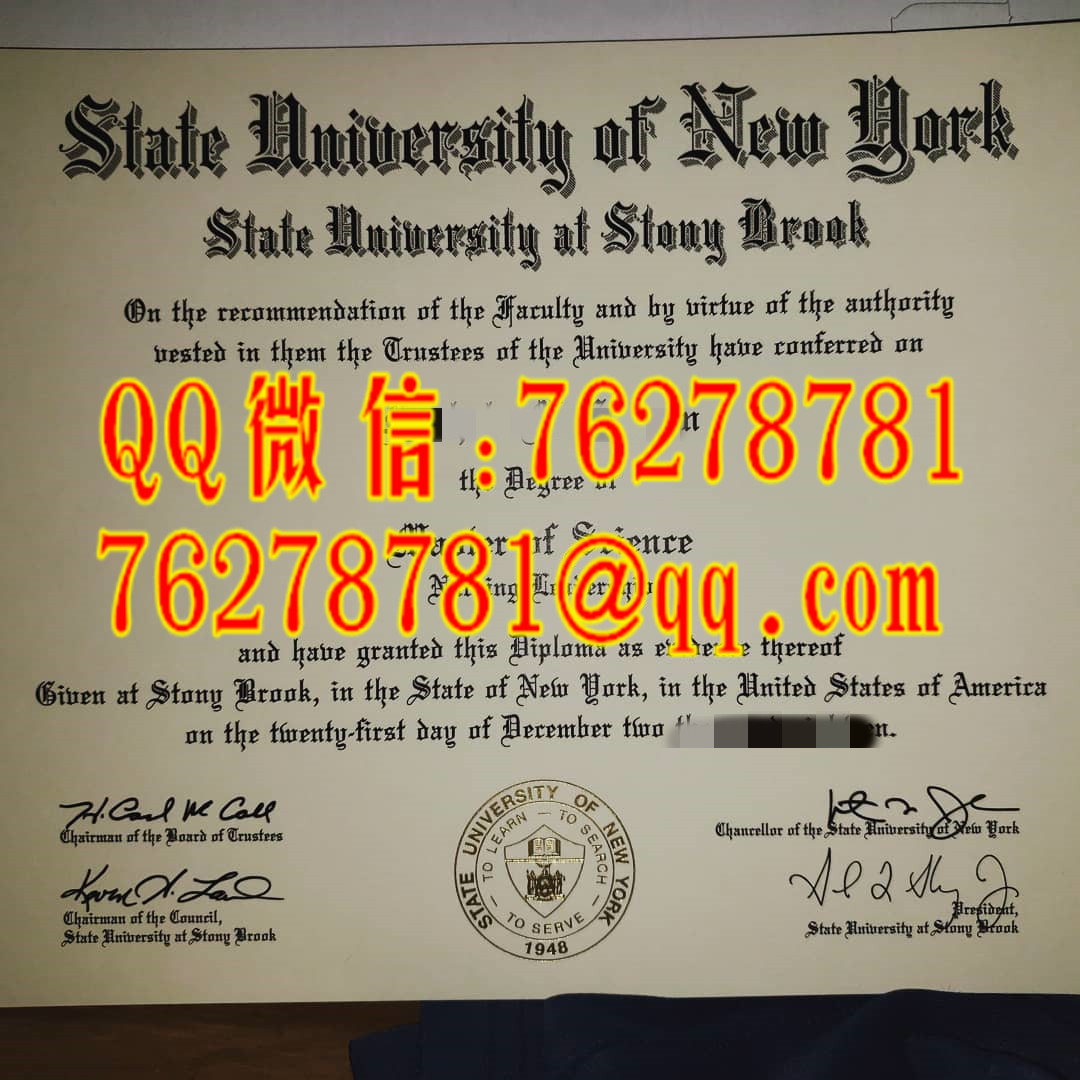 State University of New York
State University at Stony Brook
On the recommendation of the Faculty and by virtue of the authority
vested in them the Trustees of the University have conferred on
QQ微信:76278781
the Degree of
Master of Science
76278781@qq.com
and have granted this Diploma as evidence thereof
Given at Stony Brook, in the State of New York, in the United States of America
on the twenty-first day of December two
Chairman of the Board of Trustees
Chancellor of the State University of New York
Chairman of the Council,
State University at Stony Brook
President,
State University at Stony Brook
STATE UNIVERSITY OF NEW YORK
TO LEARN — TO SEARCH — TO SERVE
1948